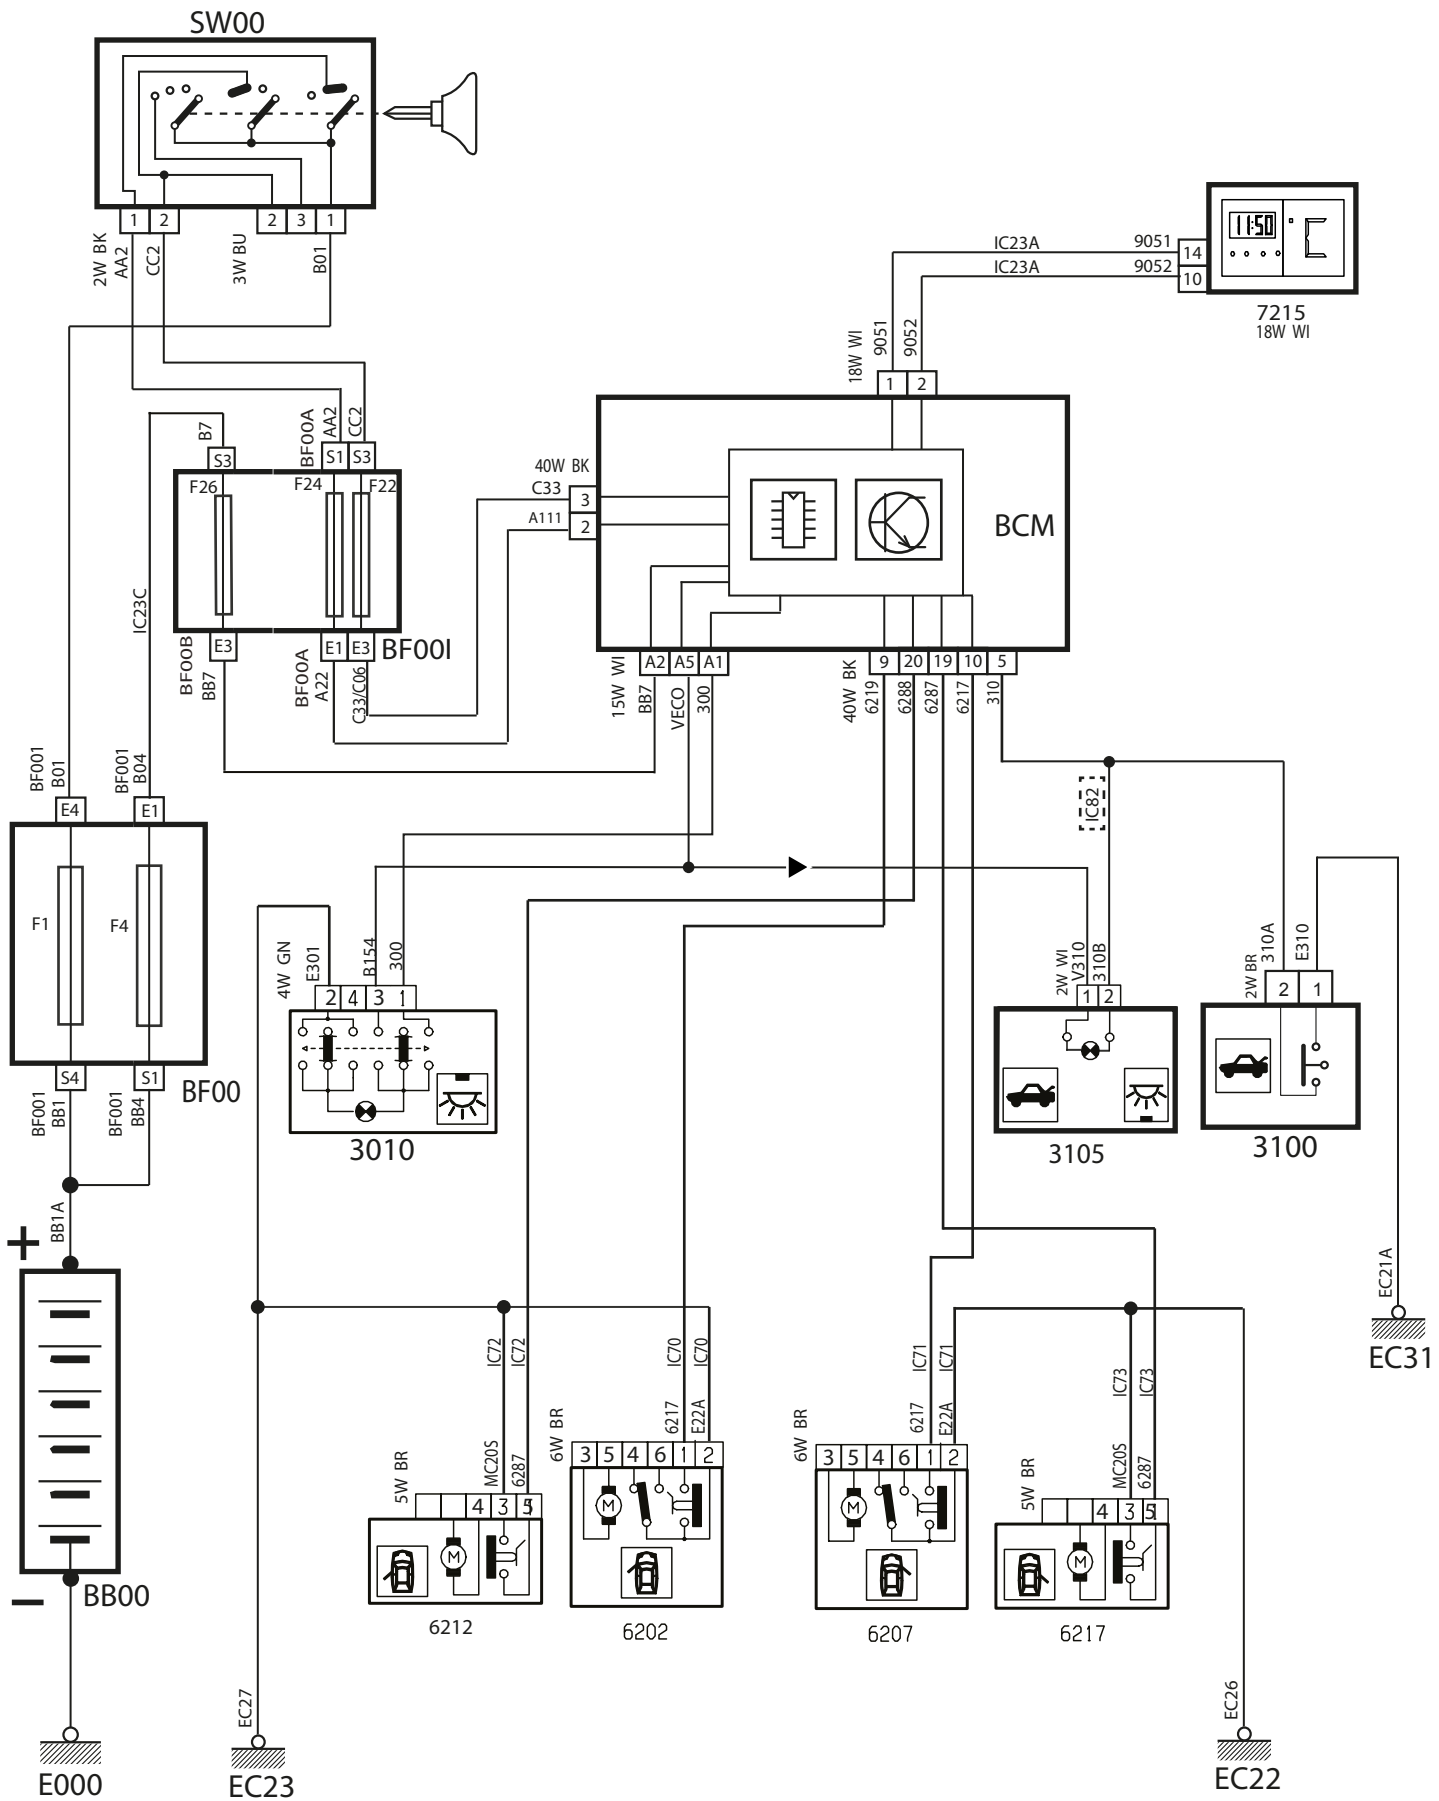 SW00
1 2 2 3 1
2W BK
AA2
CC2
3W BU
B01
11:50
IC23A 9051 14
IC23A 9052 10
7215
18W WI
18W WI
9051
9052
1 2
B7
BF00A
AA2
CC2
S3 S1 S3
F26 F24 F22
IC23C
E3 E1 E3 BF00I
BF00B
BB7
BF00A
A22
C33/C06
40W BK
C33 3
A111 2
BCM
A2 A5 A1 9 20 19 10 5
15W WI
BB7
VECO
300
40W BK
6219
6288
6287
6217
310
BF001
B01
BF001
B04
E4 E1
F1 F4
S4 S1 BF00
BF001
BB1
BF001
BB4
BB1A
+
BB00
–
E000
IC82
4W GN
E301
B154
300
2 4 3 1
3010
2W WI
V310
310B
1 2
3105
2W BR
310A
E310
2 1
3100
EC21A
EC31
IC72
IC72
IC70
IC70
IC71
IC71
IC73
IC73
5W BR
MC20S
6287
4 3 5
M
6212
6W BR
6217
E22A
3 5 4 6 1 2
M
6202
6W BR
6217
E22A
3 5 4 6 1 2
M
6207
5W BR
MC20S
6287
4 3 5
M
6217
EC27
EC23
EC26
EC22